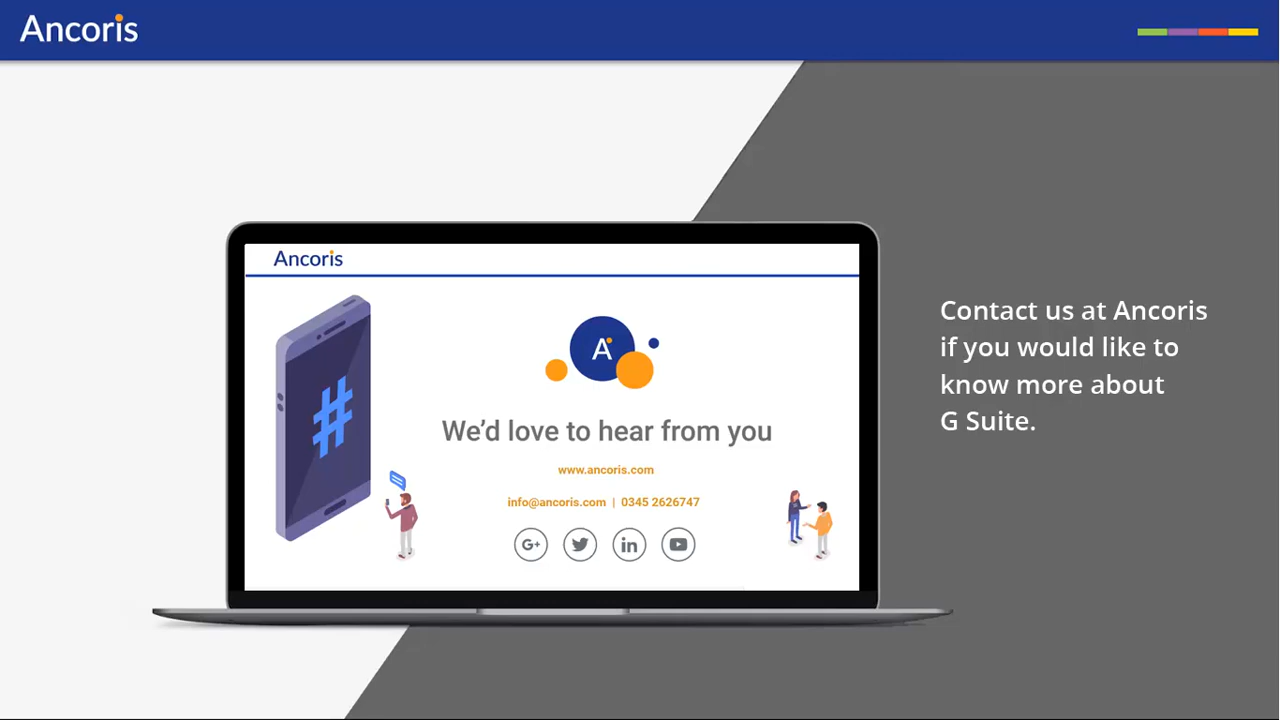 Ancoris
Ancoris
#
A
We'd love to hear from you
www.ancoris.com
info@ancoris.com | 0345 2626747
G+ in
Contact us at Ancoris
if you would like to
know more about
G Suite.